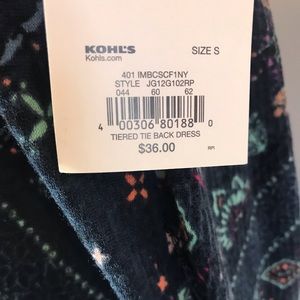 KOHL'S
Kohls.com
SIZE S
401 IMBCSCF1NY
STYLE JG12G102RP
044 60 62
4 00306 80188 0
TIERED TIE BACK DRESS
$36.00
RPI